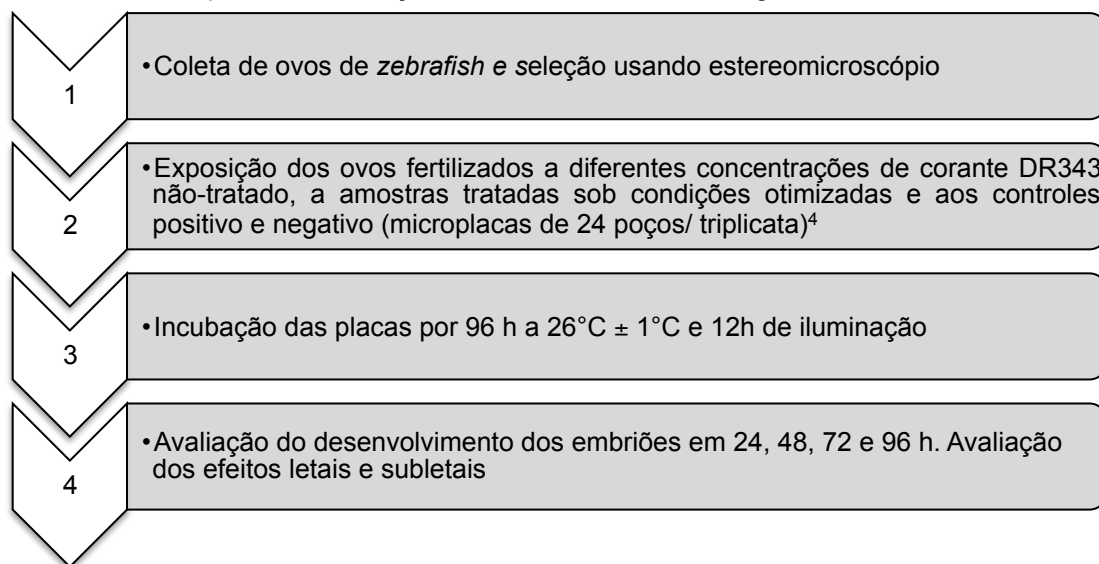 1
•Coleta de ovos de zebrafish e seleção usando estereomicroscópio
2
•Exposição dos ovos fertilizados a diferentes concentrações de corante DR343
não-tratado, a amostras tratadas sob condições otimizadas e aos controles
positivo e negativo (microplacas de 24 poços/ triplicata)⁴
3
•Incubação das placas por 96 h a 26°C ± 1°C e 12h de iluminação
4
•Avaliação do desenvolvimento dos embriões em 24, 48, 72 e 96 h. Avaliação
dos efeitos letais e subletais